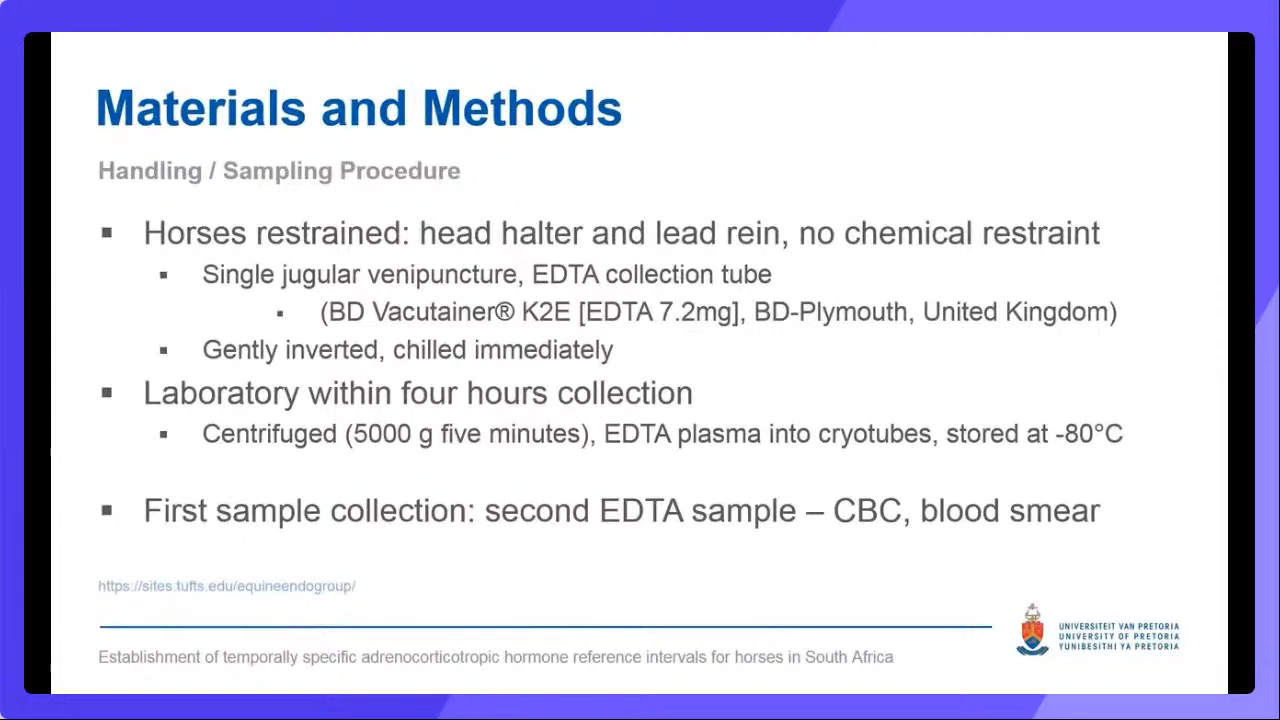 Materials and Methods
Handling / Sampling Procedure
▪ Horses restrained: head halter and lead rein, no chemical restraint
▪ Single jugular venipuncture, EDTA collection tube
▪ (BD Vacutainer® K2E [EDTA 7.2mg], BD-Plymouth, United Kingdom)
▪ Gently inverted, chilled immediately
▪ Laboratory within four hours collection
▪ Centrifuged (5000 g five minutes), EDTA plasma into cryotubes, stored at -80°C
▪ First sample collection: second EDTA sample – CBC, blood smear
https://sites.tufts.edu/equineendogroup/
UNIVERSITEIT VAN PRETORIA
UNIVERSITY OF PRETORIA
YUNIBESITHI YA PRETORIA
Establishment of temporally specific adrenocorticotropic hormone reference intervals for horses in South Africa